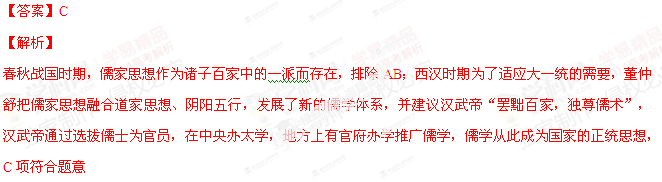 【答案】C
【解析】
春秋战国时期，儒家思想作为诸子百家中的一派而存在，排除 AB；西汉时期为了适应大一统的需要，董仲
舒把儒家思想融合道家思想、阴阳五行，发展了新的儒学体系，并建议汉武帝“罢黜百家，独尊儒术”，
汉武帝通过选拔儒士为官员，在中央办太学，地方上有官府办学推广儒学，儒学从此成为国家的正统思想，
C 项符合题意